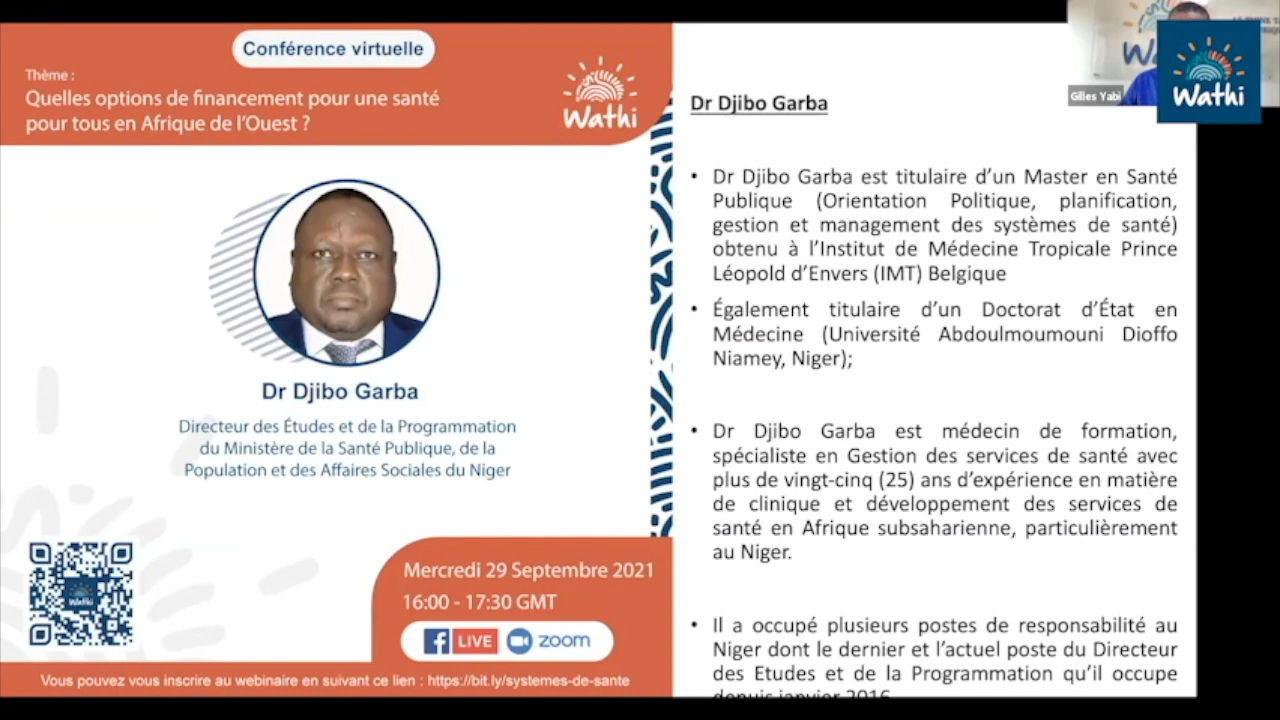 Conférence virtuelle
Thème :
Quelles options de financement pour une santé
pour tous en Afrique de l'Ouest ?
Wathi
Dr Djibo Garba
Directeur des Études et de la Programmation
du Ministère de la Santé Publique, de la
Population et des Affaires Sociales du Niger
Wathi
Mercredi 29 Septembre 2021
16:00 - 17:30 GMT
LIVE zoom
Vous pouvez vous inscrire au webinaire en suivant ce lien : https://bit.ly/systemes-de-sante
Gilles Yabi
Wathi
Dr Djibo Garba
• Dr Djibo Garba est titulaire d'un Master en Santé
Publique (Orientation Politique, planification,
gestion et management des systèmes de santé)
obtenu à l'Institut de Médecine Tropicale Prince
Léopold d'Envers (IMT) Belgique
• Également titulaire d'un Doctorat d'État en
Médecine (Université Abdoulmoumouni Dioffo
Niamey, Niger);
• Dr Djibo Garba est médecin de formation,
spécialiste en Gestion des services de santé avec
plus de vingt-cinq (25) ans d'expérience en matière
de clinique et développement des services de
santé en Afrique subsaharienne, particulièrement
au Niger.
• Il a occupé plusieurs postes de responsabilité au
Niger dont le dernier et l'actuel poste du Directeur
des Etudes et de la Programmation qu'il occupe
depuis janvier 2016